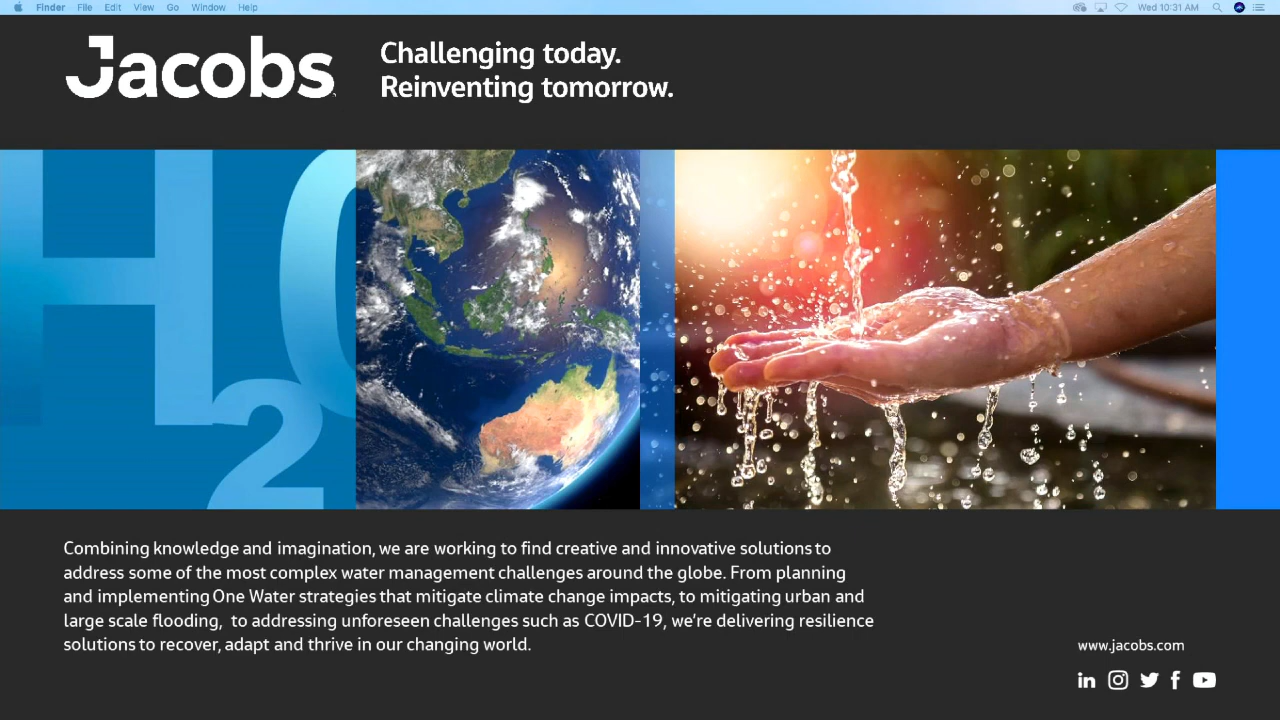 Finder File Edit View Go Window Help Wed 10:31 AM
Jacobs
Challenging today.
Reinventing tomorrow.
H2O
Combining knowledge and imagination, we are working to find creative and innovative solutions to
address some of the most complex water management challenges around the globe. From planning
and implementing One Water strategies that mitigate climate change impacts, to mitigating urban and
large scale flooding, to addressing unforeseen challenges such as COVID-19, we're delivering resilience
solutions to recover, adapt and thrive in our changing world.
www.jacobs.com